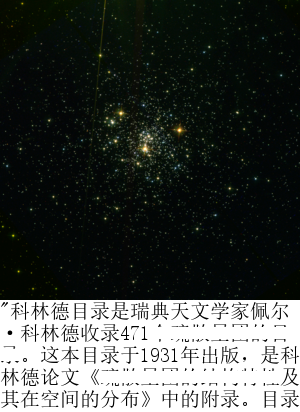 "科林德目录是瑞典天文学家佩尔
·科林德收录471
。这本目录于1931年出版，是科
林德论文《及
其在空间的分布》中的附录。目录